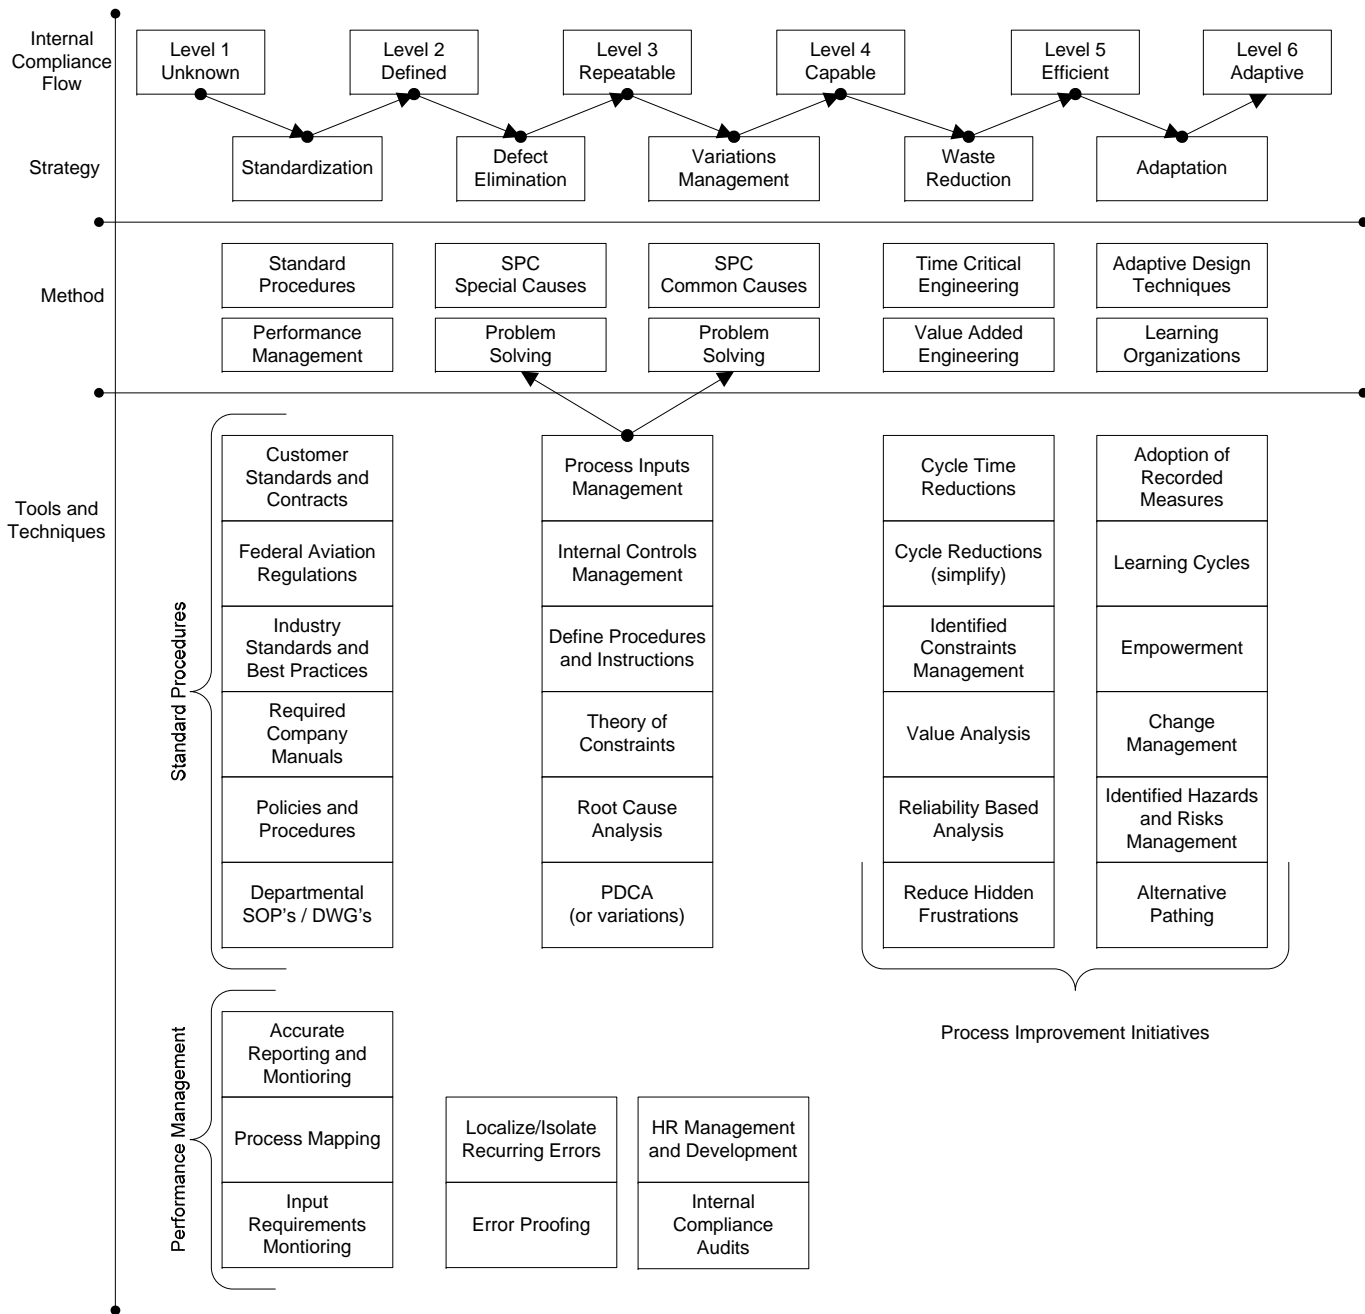 Internal
Compliance
Flow
Level 1
Unknown
Level 2
Defined
Level 3
Repeatable
Level 4
Capable
Level 5
Efficient
Level 6
Adaptive
Strategy
Standardization
Defect
Elimination
Variations
Management
Waste
Reduction
Adaptation
Method
Standard
Procedures
SPC
Special Causes
SPC
Common Causes
Time Critical
Engineering
Adaptive Design
Techniques
Performance
Management
Problem
Solving
Problem
Solving
Value Added
Engineering
Learning
Organizations
Tools and
Techniques
Standard Procedures
Customer
Standards and
Contracts
Federal Aviation
Regulations
Industry
Standards and
Best Practices
Required
Company
Manuals
Policies and
Procedures
Departmental
SOP's / DWG's
Process Inputs
Management
Internal Controls
Management
Define Procedures
and Instructions
Theory of
Constraints
Root Cause
Analysis
PDCA
(or variations)
Cycle Time
Reductions
Cycle Reductions
(simplify)
Identified
Constraints
Management
Value Analysis
Reliability Based
Analysis
Reduce Hidden
Frustrations
Adoption of
Recorded
Measures
Learning Cycles
Empowerment
Change
Management
Identified Hazards
and Risks
Management
Alternative
Pathing
Process Improvement Initiatives
Performance Management
Accurate
Reporting and
Montioring
Process Mapping
Input
Requirements
Montioring
Localize/Isolate
Recurring Errors
Error Proofing
HR Management
and Development
Internal
Compliance
Audits